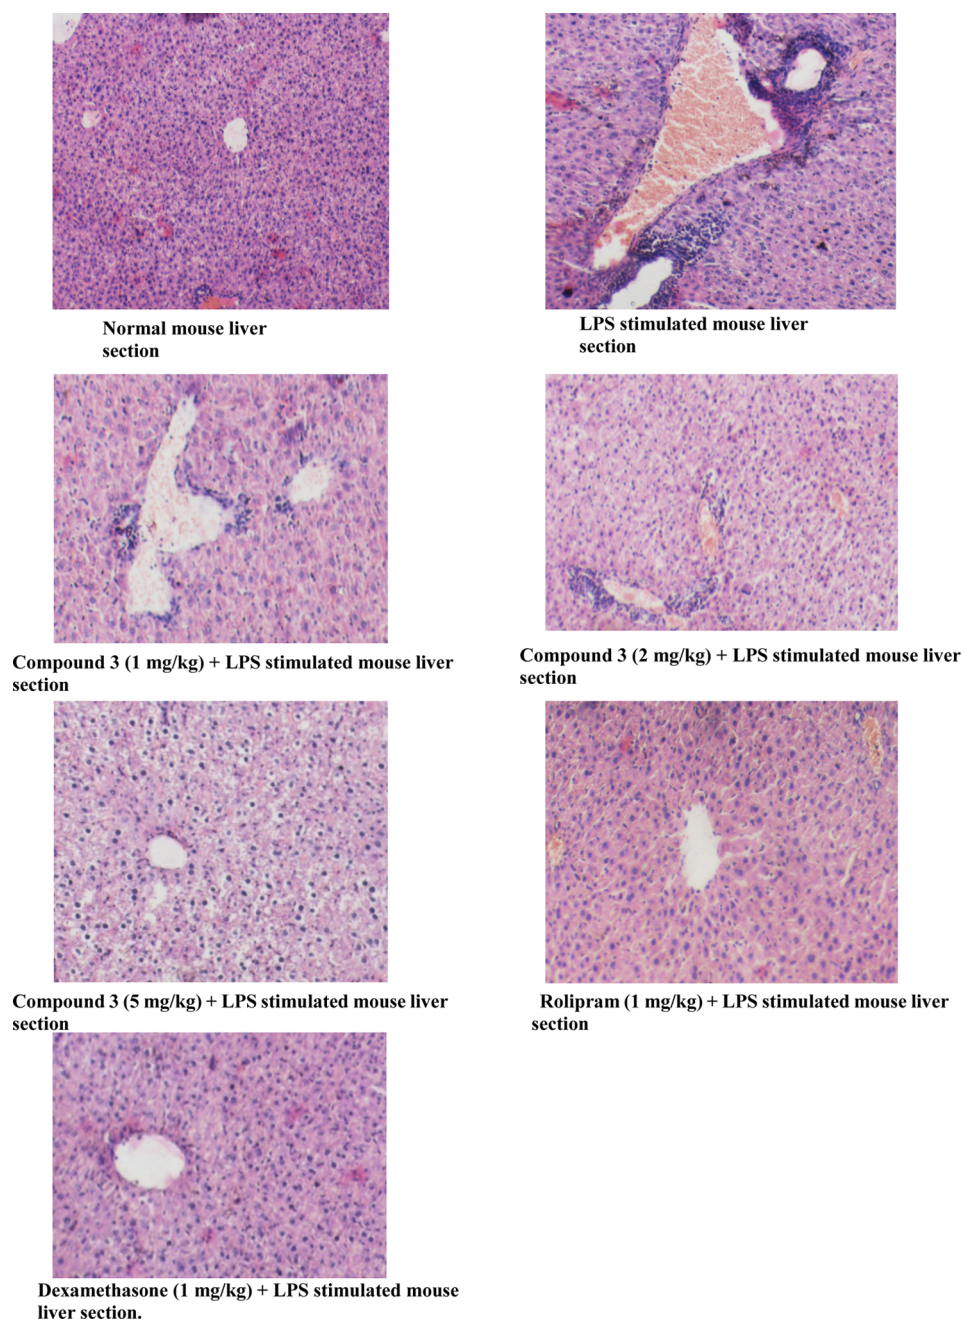 Normal mouse liver
section
LPS stimulated mouse liver
section
Compound 3 (1 mg/kg) + LPS stimulated mouse liver
section
Compound 3 (2 mg/kg) + LPS stimulated mouse liver
section
Compound 3 (5 mg/kg) + LPS stimulated mouse liver
section
Rolipram (1 mg/kg) + LPS stimulated mouse liver
section
Dexamethasone (1 mg/kg) + LPS stimulated mouse
liver section.